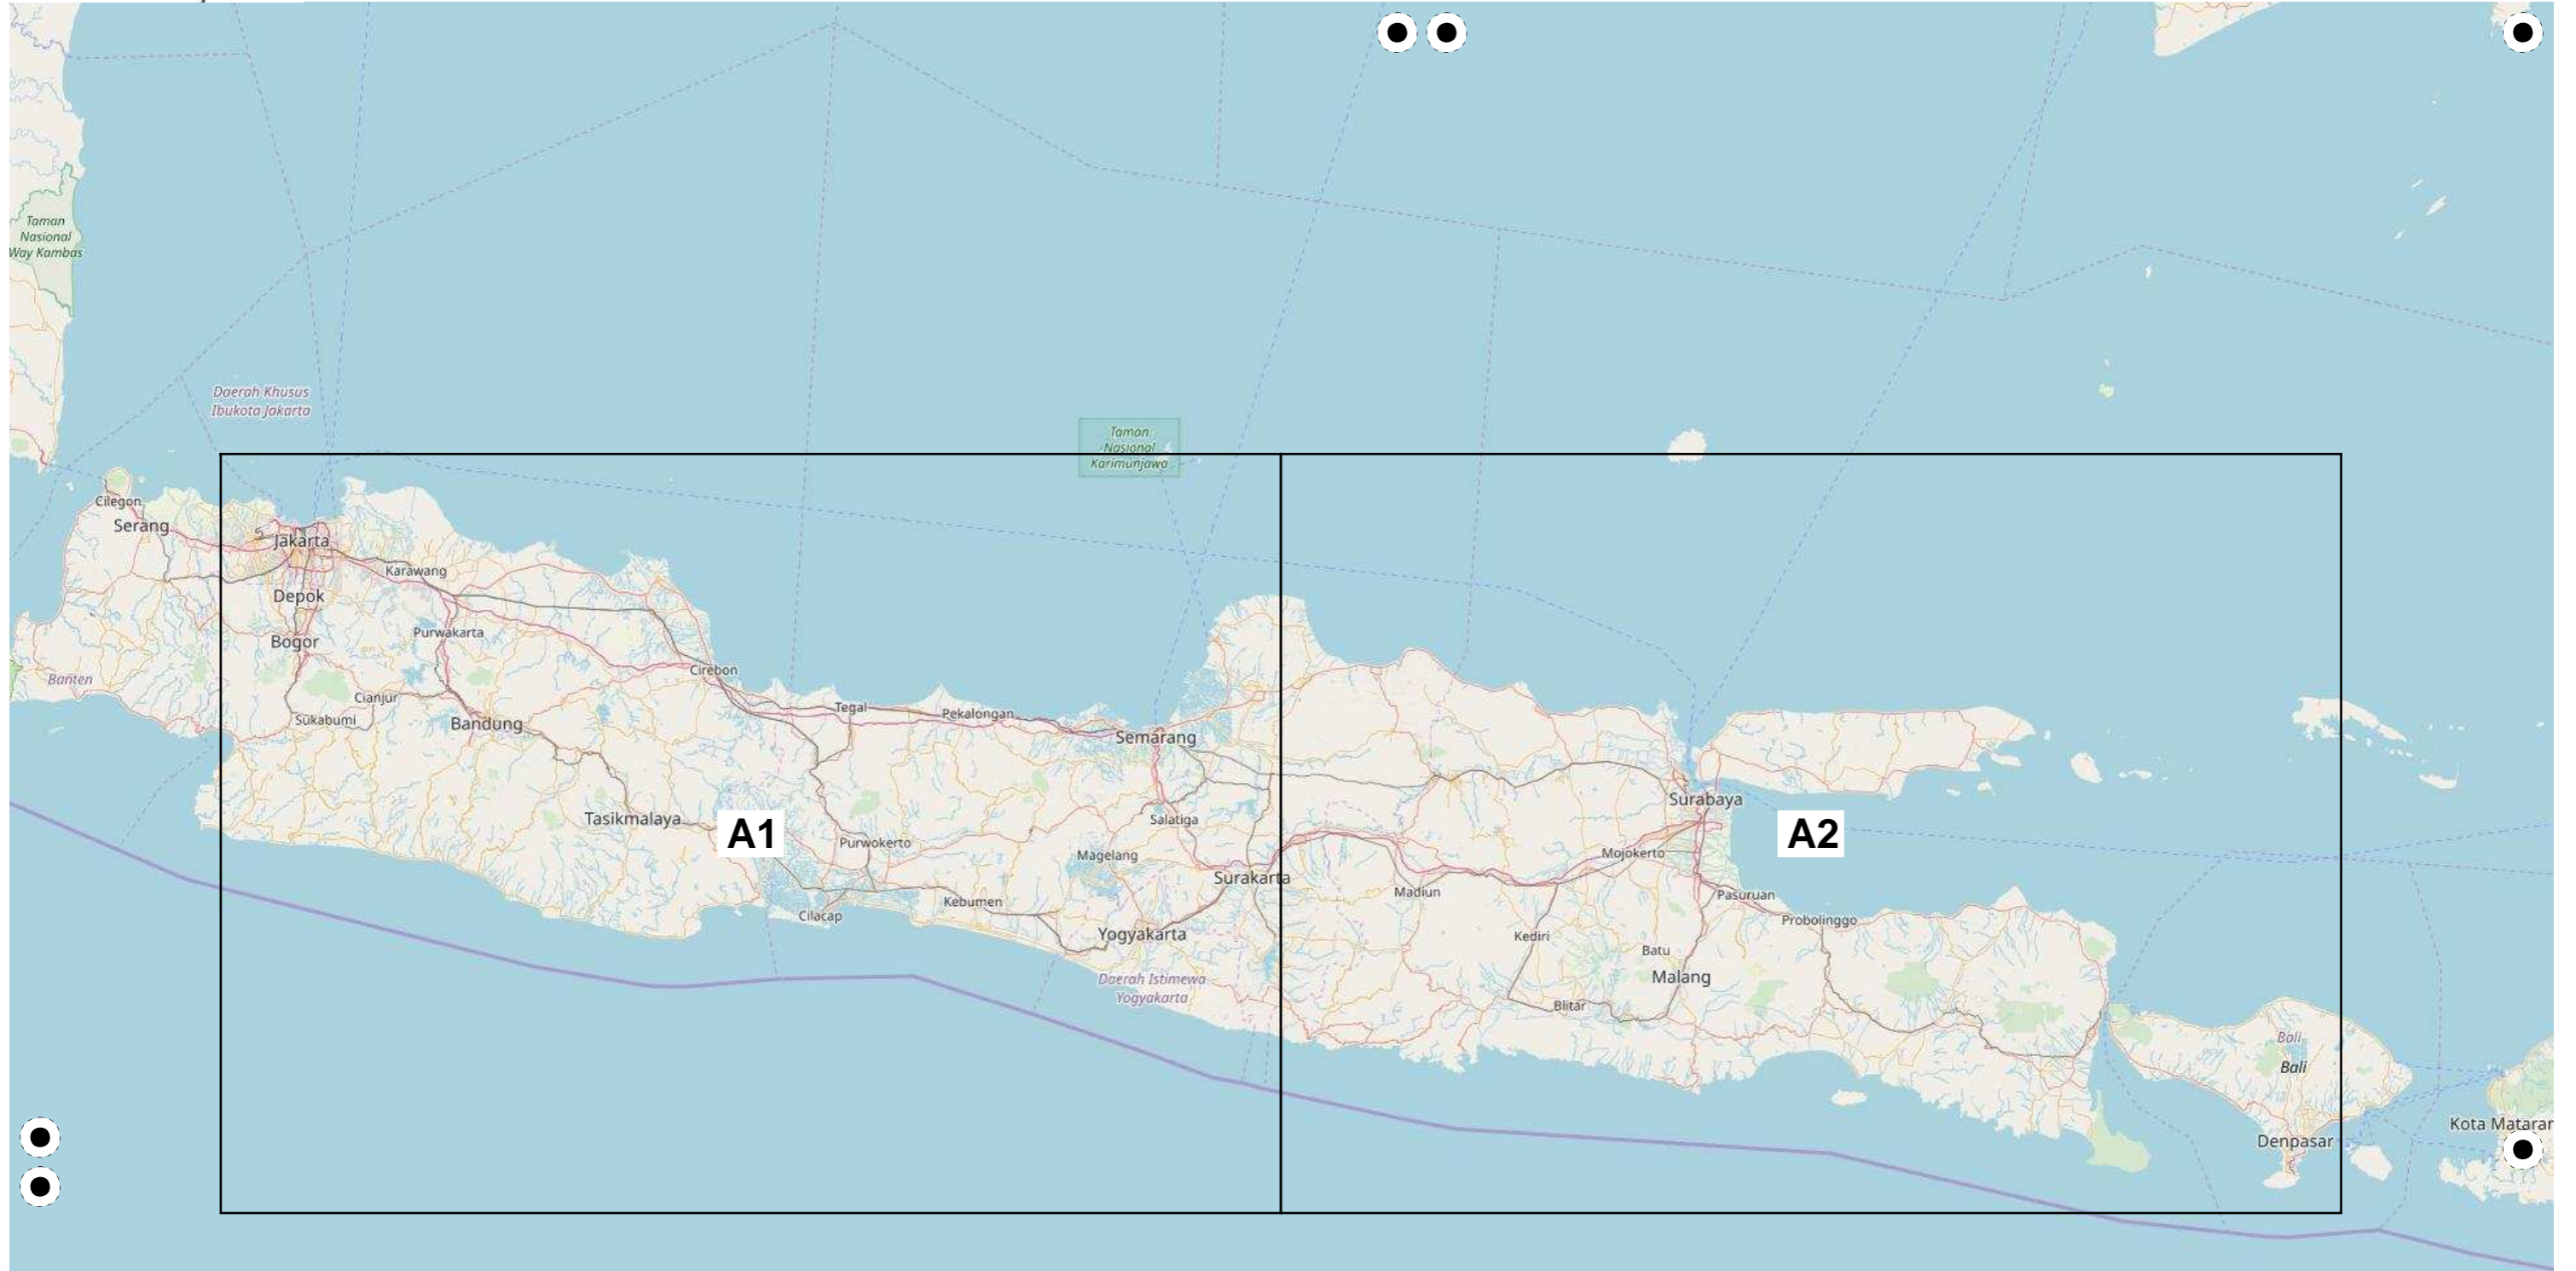 Taman
Nasional
Way Kambas
Daerah Khusus
Ibukota Jakarta
Taman
Nasional
Karimunjawa
Cilegon
Serang
Jakarta
Karawang
Depok
Bogor
Purwakarta
Banten
Cianjur
Sukabumi
Bandung
Cirebon
Tegal
Pekalongan
Semarang
Tasikmalaya
A1
Purwokerto
Salatiga
Magelang
Surakarta
Cilacap
Kebumen
Yogyakarta
Daerah Istimewa
Yogyakarta
Surabaya
A2
Mojokerto
Madiun
Pasuruan
Probolinggo
Kediri
Batu
Malang
Blitar
Bali
Bali
Denpasar
Kota Matarar